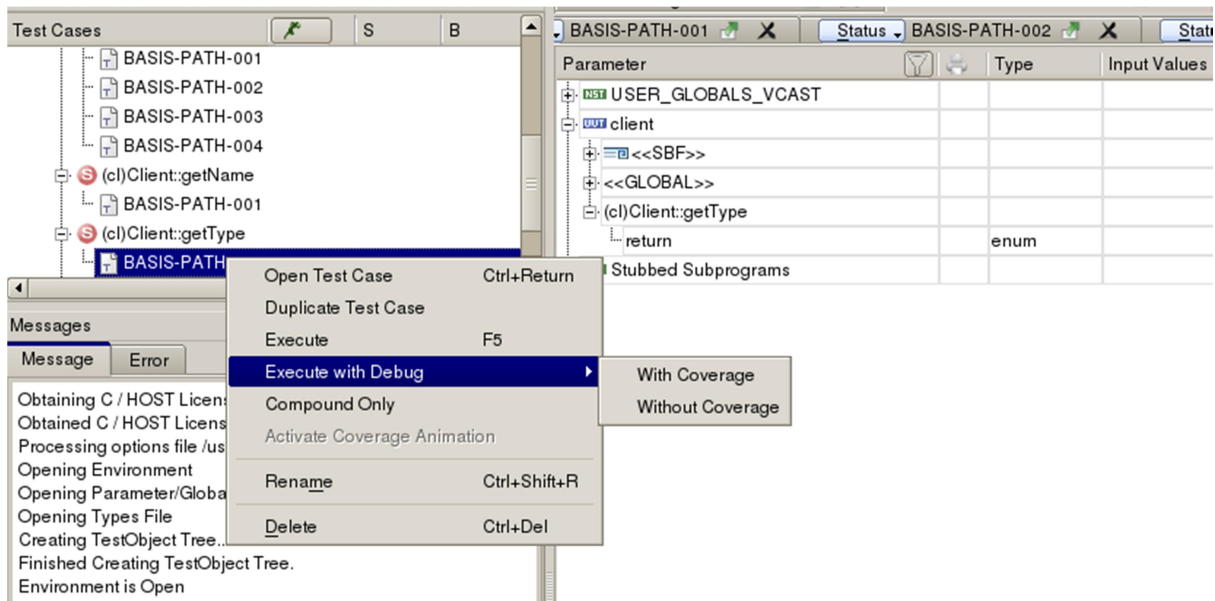 Test Cases S B
BASIS-PATH-001
BASIS-PATH-002
BASIS-PATH-003
BASIS-PATH-004
(cl)Client::getName
BASIS-PATH-001
(cl)Client::getType
BASIS-PATH
Open Test Case Ctrl+Return
Duplicate Test Case
Execute F5
Execute with Debug
Compound Only
Activate Coverage Animation
Rename Ctrl+Shift+R
Delete Ctrl+Del
With Coverage
Without Coverage
Messages
Message Error
Obtaining C / HOST Licens
Obtained C / HOST Licens
Processing options file /us
Opening Environment
Opening Parameter/Globa
Opening Types File
Creating TestObject Tree..
Finished Creating TestObject Tree.
Environment is Open
BASIS-PATH-001 Status BASIS-PATH-002 Stat
Parameter Type Input Values
NST USER_GLOBALS_VCAST
UUT client
<<SBF>>
<<GLOBAL>>
(cl)Client::getType
return enum
Stubbed Subprograms